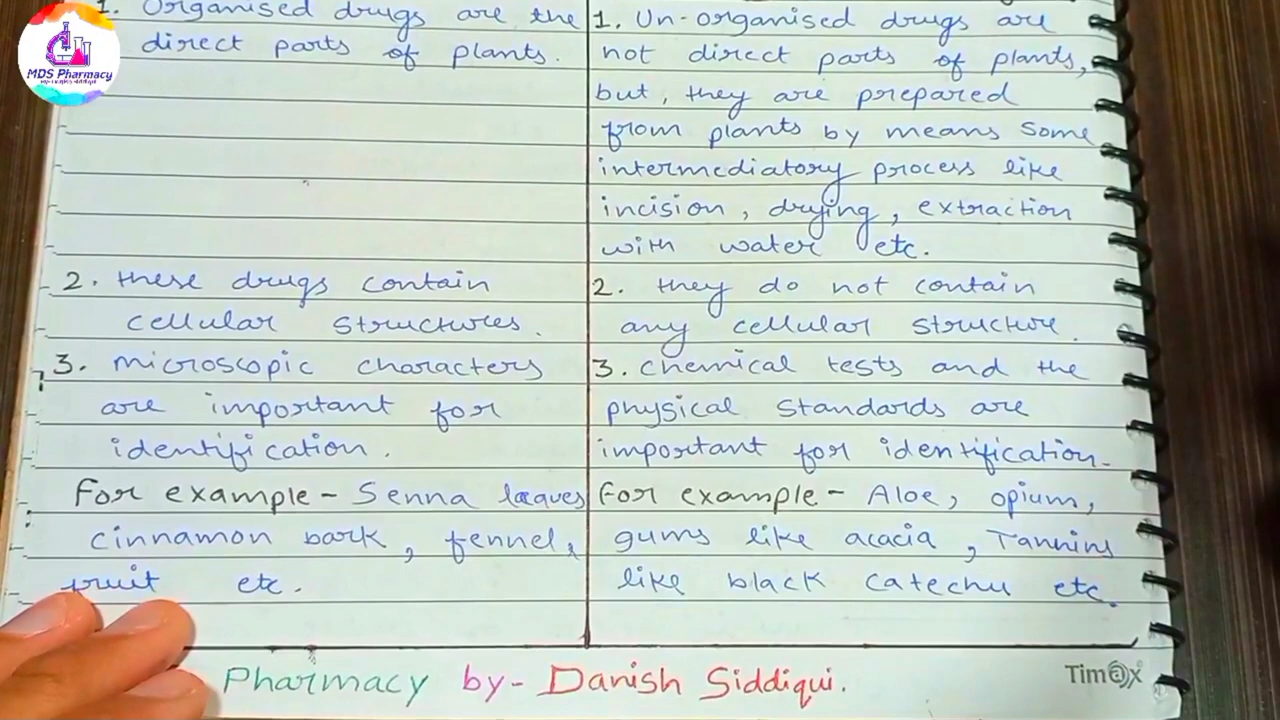 MDS Pharmacy
1. Organised drugs are the
direct parts of plants.
2. these drugs contain
cellular structures.
3. microscopic characters
are important for
identification.
For example - Senna leaves
cinnamon bark, fennel,
fruit etc.
1. Un-organised drugs are
not direct parts of plants,
but, they are prepared
from plants by means some
intermediatory process like
incision, drying, extraction
with water etc.
2. they do not contain
any cellular structure.
3. Chemical tests and the
physical standards are
important for identification.
For example - Aloe, opium,
gums like acacia, Tannins
like black catechu etc.
Pharmacy by - Danish Siddiqui.
Timex